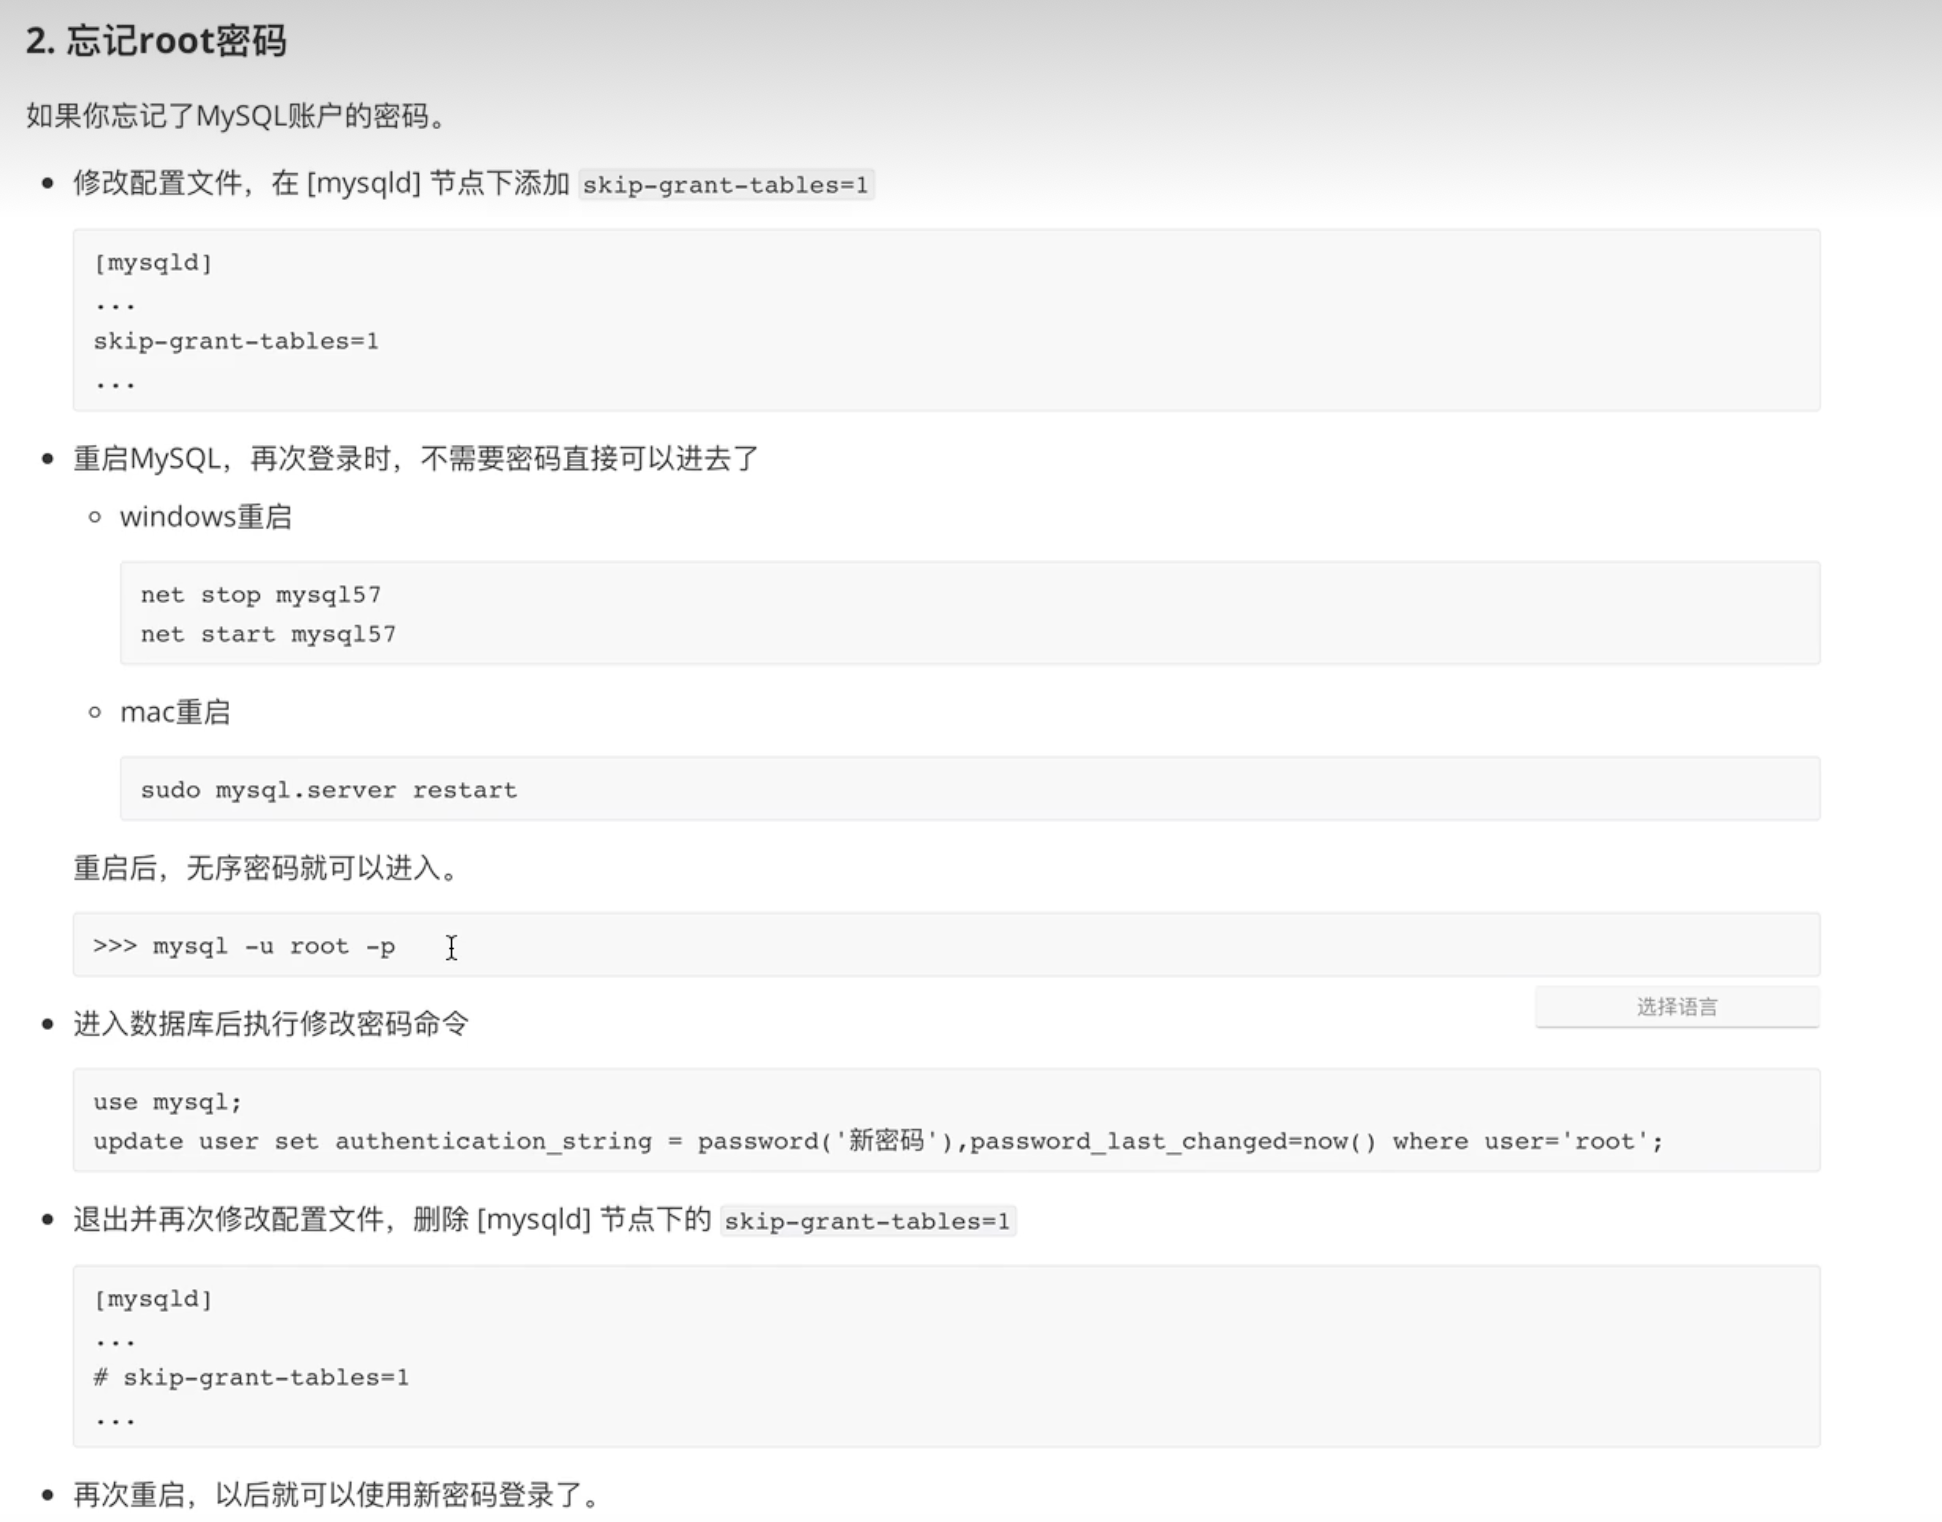 2. 忘记root密码
如果你忘记了MySQL账户的密码。
修改配置文件，在 [mysqld] 节点下添加 skip-grant-tables=1
[mysqld]
...
skip-grant-tables=1
...
重启MySQL，再次登录时，不需要密码直接可以进去了
windows重启
net stop mysql57
net start mysql57
mac重启
sudo mysql.server restart
重启后，无序密码就可以进入。
>>> mysql -u root -p
选择语言
进入数据库后执行修改密码命令
use mysql;
update user set authentication_string = password('新密码'),password_last_changed=now() where user='root';
退出并再次修改配置文件，删除 [mysqld] 节点下的 skip-grant-tables=1
[mysqld]
...
# skip-grant-tables=1
...
再次重启，以后就可以使用新密码登录了。